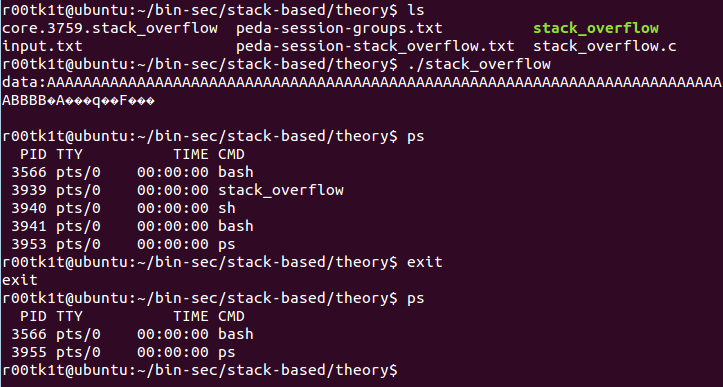 r00tk1t@ubuntu:~/bin-sec/stack-based/theory$ ls
core.3759.stack_overflow  peda-session-groups.txt          stack_overflow
input.txt                 peda-session-stack_overflow.txt  stack_overflow.c
r00tk1t@ubuntu:~/bin-sec/stack-based/theory$ ./stack_overflow
data:AAAAAAAAAAAAAAAAAAAAAAAAAAAAAAAAAAAAAAAAAAAAAAAAAAAAAAAAAAAAAAAAAAAAAAAAAAA
ABBBB�A���q��F���
r00tk1t@ubuntu:~/bin-sec/stack-based/theory$ ps
  PID TTY          TIME CMD
 3566 pts/0    00:00:00 bash
 3939 pts/0    00:00:00 stack_overflow
 3940 pts/0    00:00:00 sh
 3941 pts/0    00:00:00 bash
 3953 pts/0    00:00:00 ps
r00tk1t@ubuntu:~/bin-sec/stack-based/theory$ exit
exit
r00tk1t@ubuntu:~/bin-sec/stack-based/theory$ ps
  PID TTY          TIME CMD
 3566 pts/0    00:00:00 bash
 3955 pts/0    00:00:00 ps
r00tk1t@ubuntu:~/bin-sec/stack-based/theory$